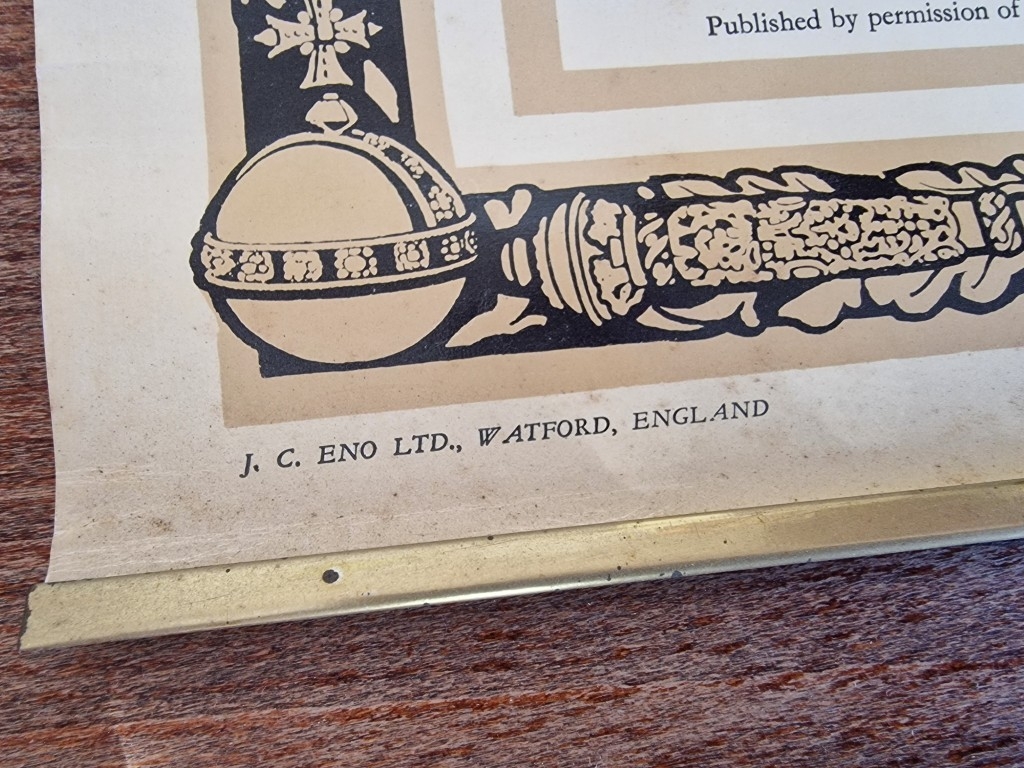 Published by permission of
J. C. ENO LTD., WATFORD, ENGLAND